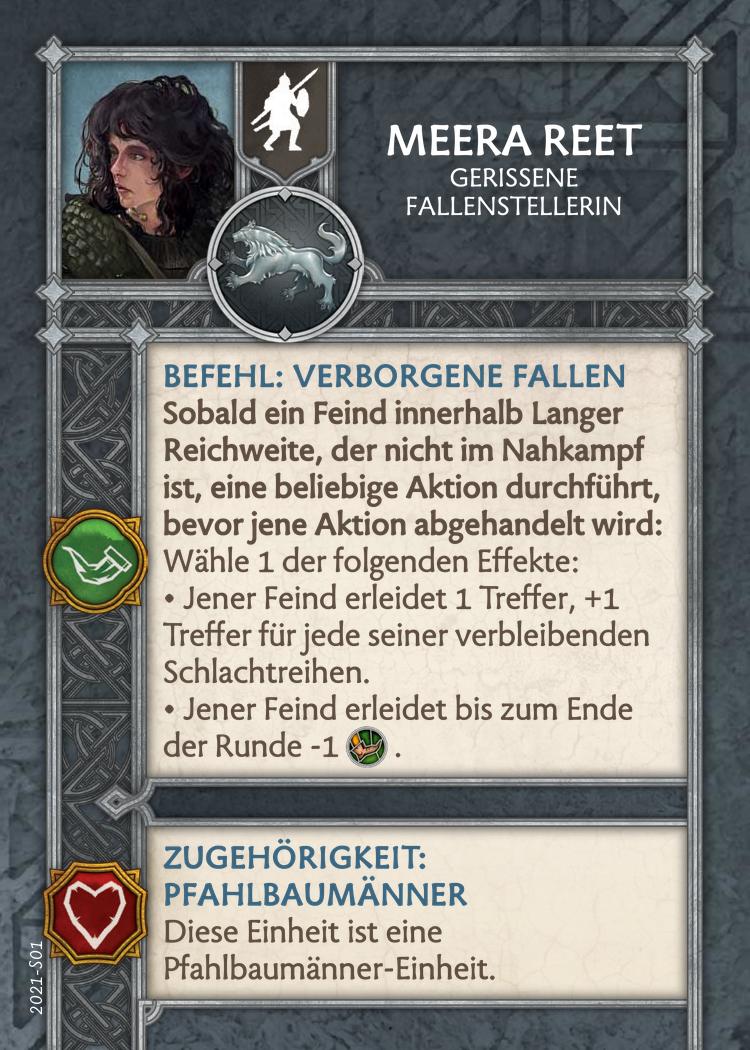 MEERA REET
GERISSENE
FALLENSTELLERIN
BEFEHL: VERBORGENE FALLEN
Sobald ein Feind innerhalb Langer
Reichweite, der nicht im Nahkampf
ist, eine beliebige Aktion durchführt,
bevor jene Aktion abgehandelt wird:
Wähle 1 der folgenden Effekte:
• Jener Feind erleidet 1 Treffer, +1
Treffer für jede seiner verbleibenden
Schlachtreihen.
• Jener Feind erleidet bis zum Ende
der Runde -1 .
ZUGEHÖRIGKEIT:
PFAHLBAUMÄNNER
Diese Einheit ist eine
Pfahlbaumänner-Einheit.
2021-S01